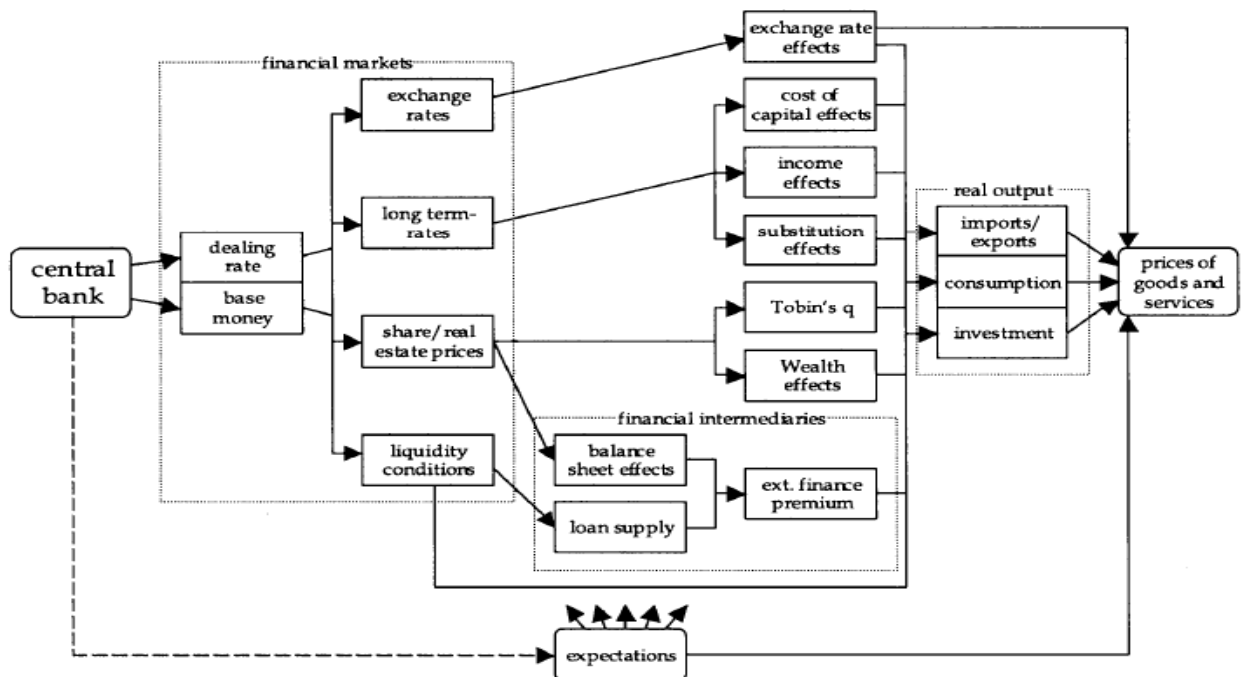 exchange rate
effects
financial markets
exchange
rates
cost of
capital effects
income
effects
long term-
rates
substitution
effects
real output
imports/
exports
consumption
investment
dealing
rate
base
money
central
bank
prices of
goods and
services
share/real
estate prices
Tobin's q
Wealth
effects
financial intermediaries
liquidity
conditions
balance
sheet effects
ext. finance
premium
loan supply
expectations